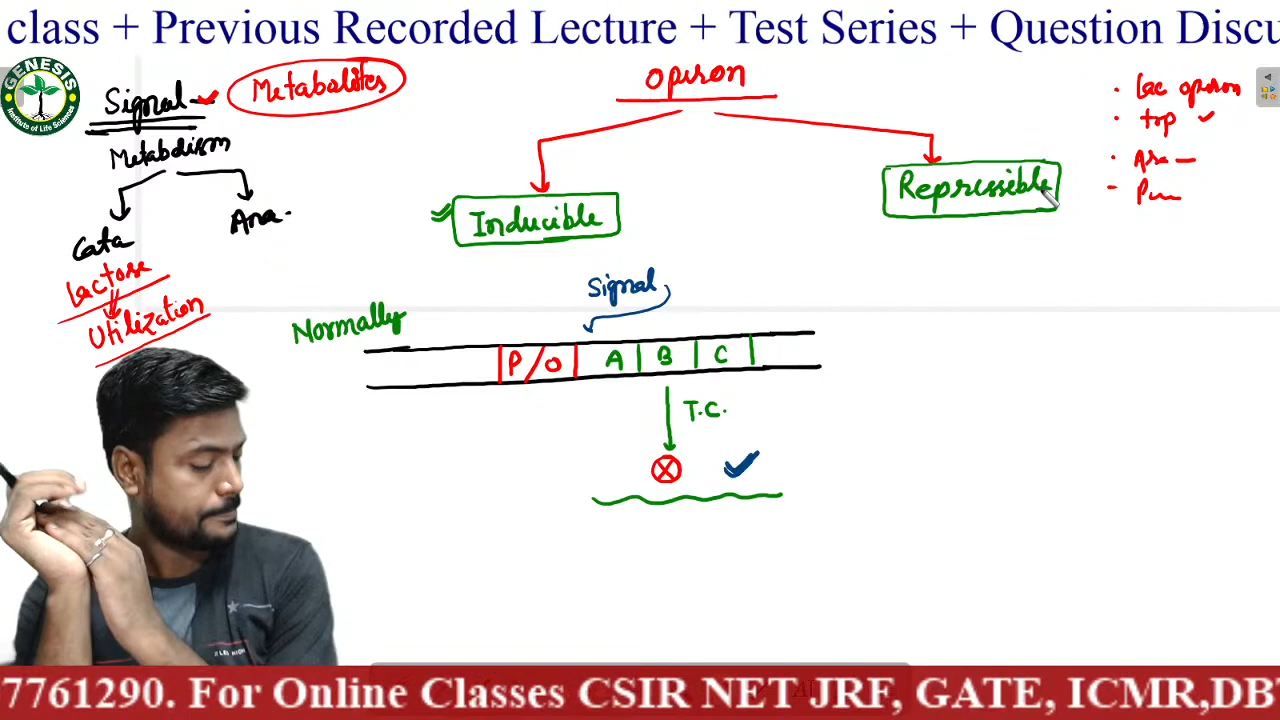 class + Previous Recorded Lecture + Test Series + Question Discu
GENESIS
Institute of Life Sciences
Signal
Metabolites
Metabolism
Cata
Ana.
Lactose
Utilization
Operon
Inducible
Repressible
• Lac operon
• trp
• Ara
Normally
Signal
P/O A B C
T.C.
7761290. For Online Classes CSIR NET JRF, GATE, ICMR,DB